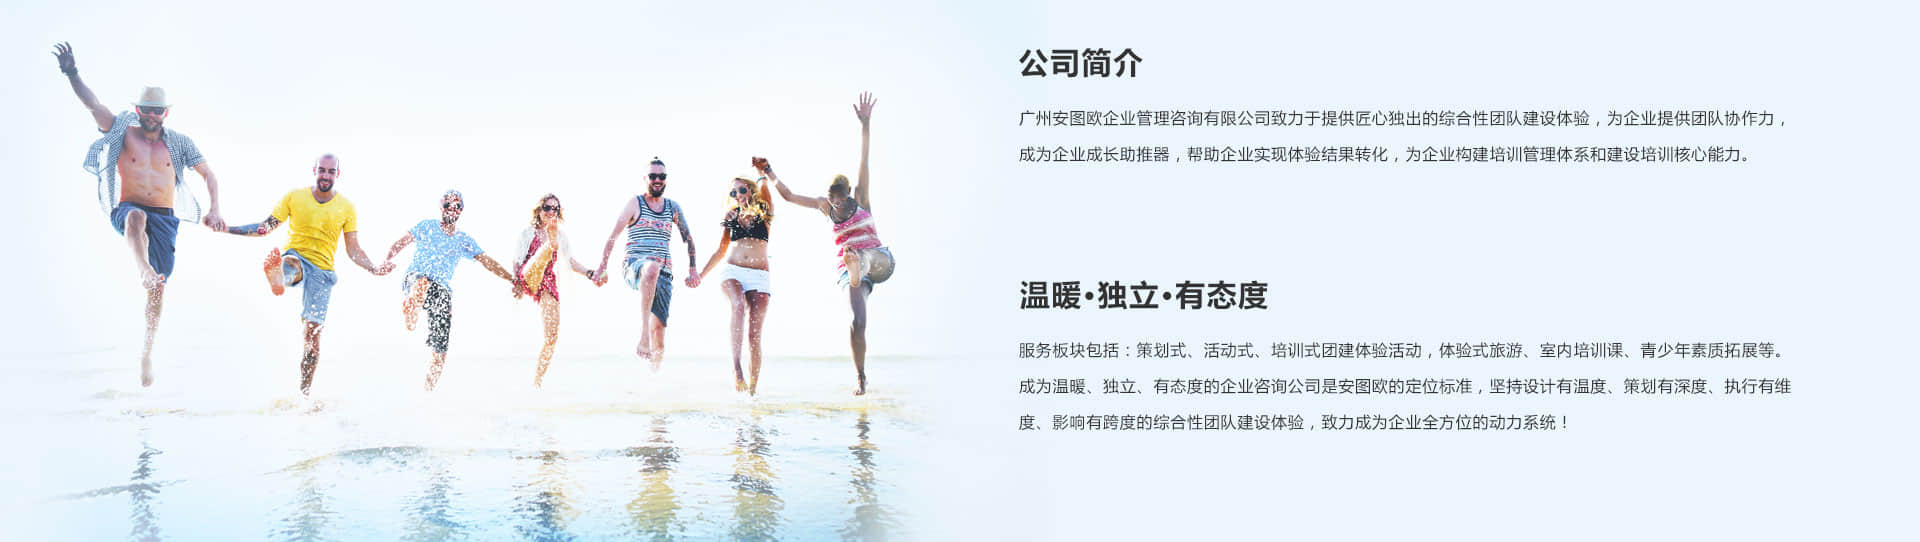 公司简介
广州安图欧企业管理咨询有限公司致力于提供匠心独出的综合性团队建设体验，为企业提供团队协作力，
成为企业成长助推器，帮助企业实现体验结果转化，为企业构建培训管理体系和建设培训核心能力。
温暖•独立•有态度
服务板块包括：策划式、活动式、培训式团建体验活动，体验式旅游、室内培训课、青少年素质拓展等。
成为温暖、独立、有态度的企业咨询公司是安图欧的定位标准，坚持设计有温度、策划有深度、执行有维
度、影响有跨度的综合性团队建设体验，致力成为企业全方位的动力系统！